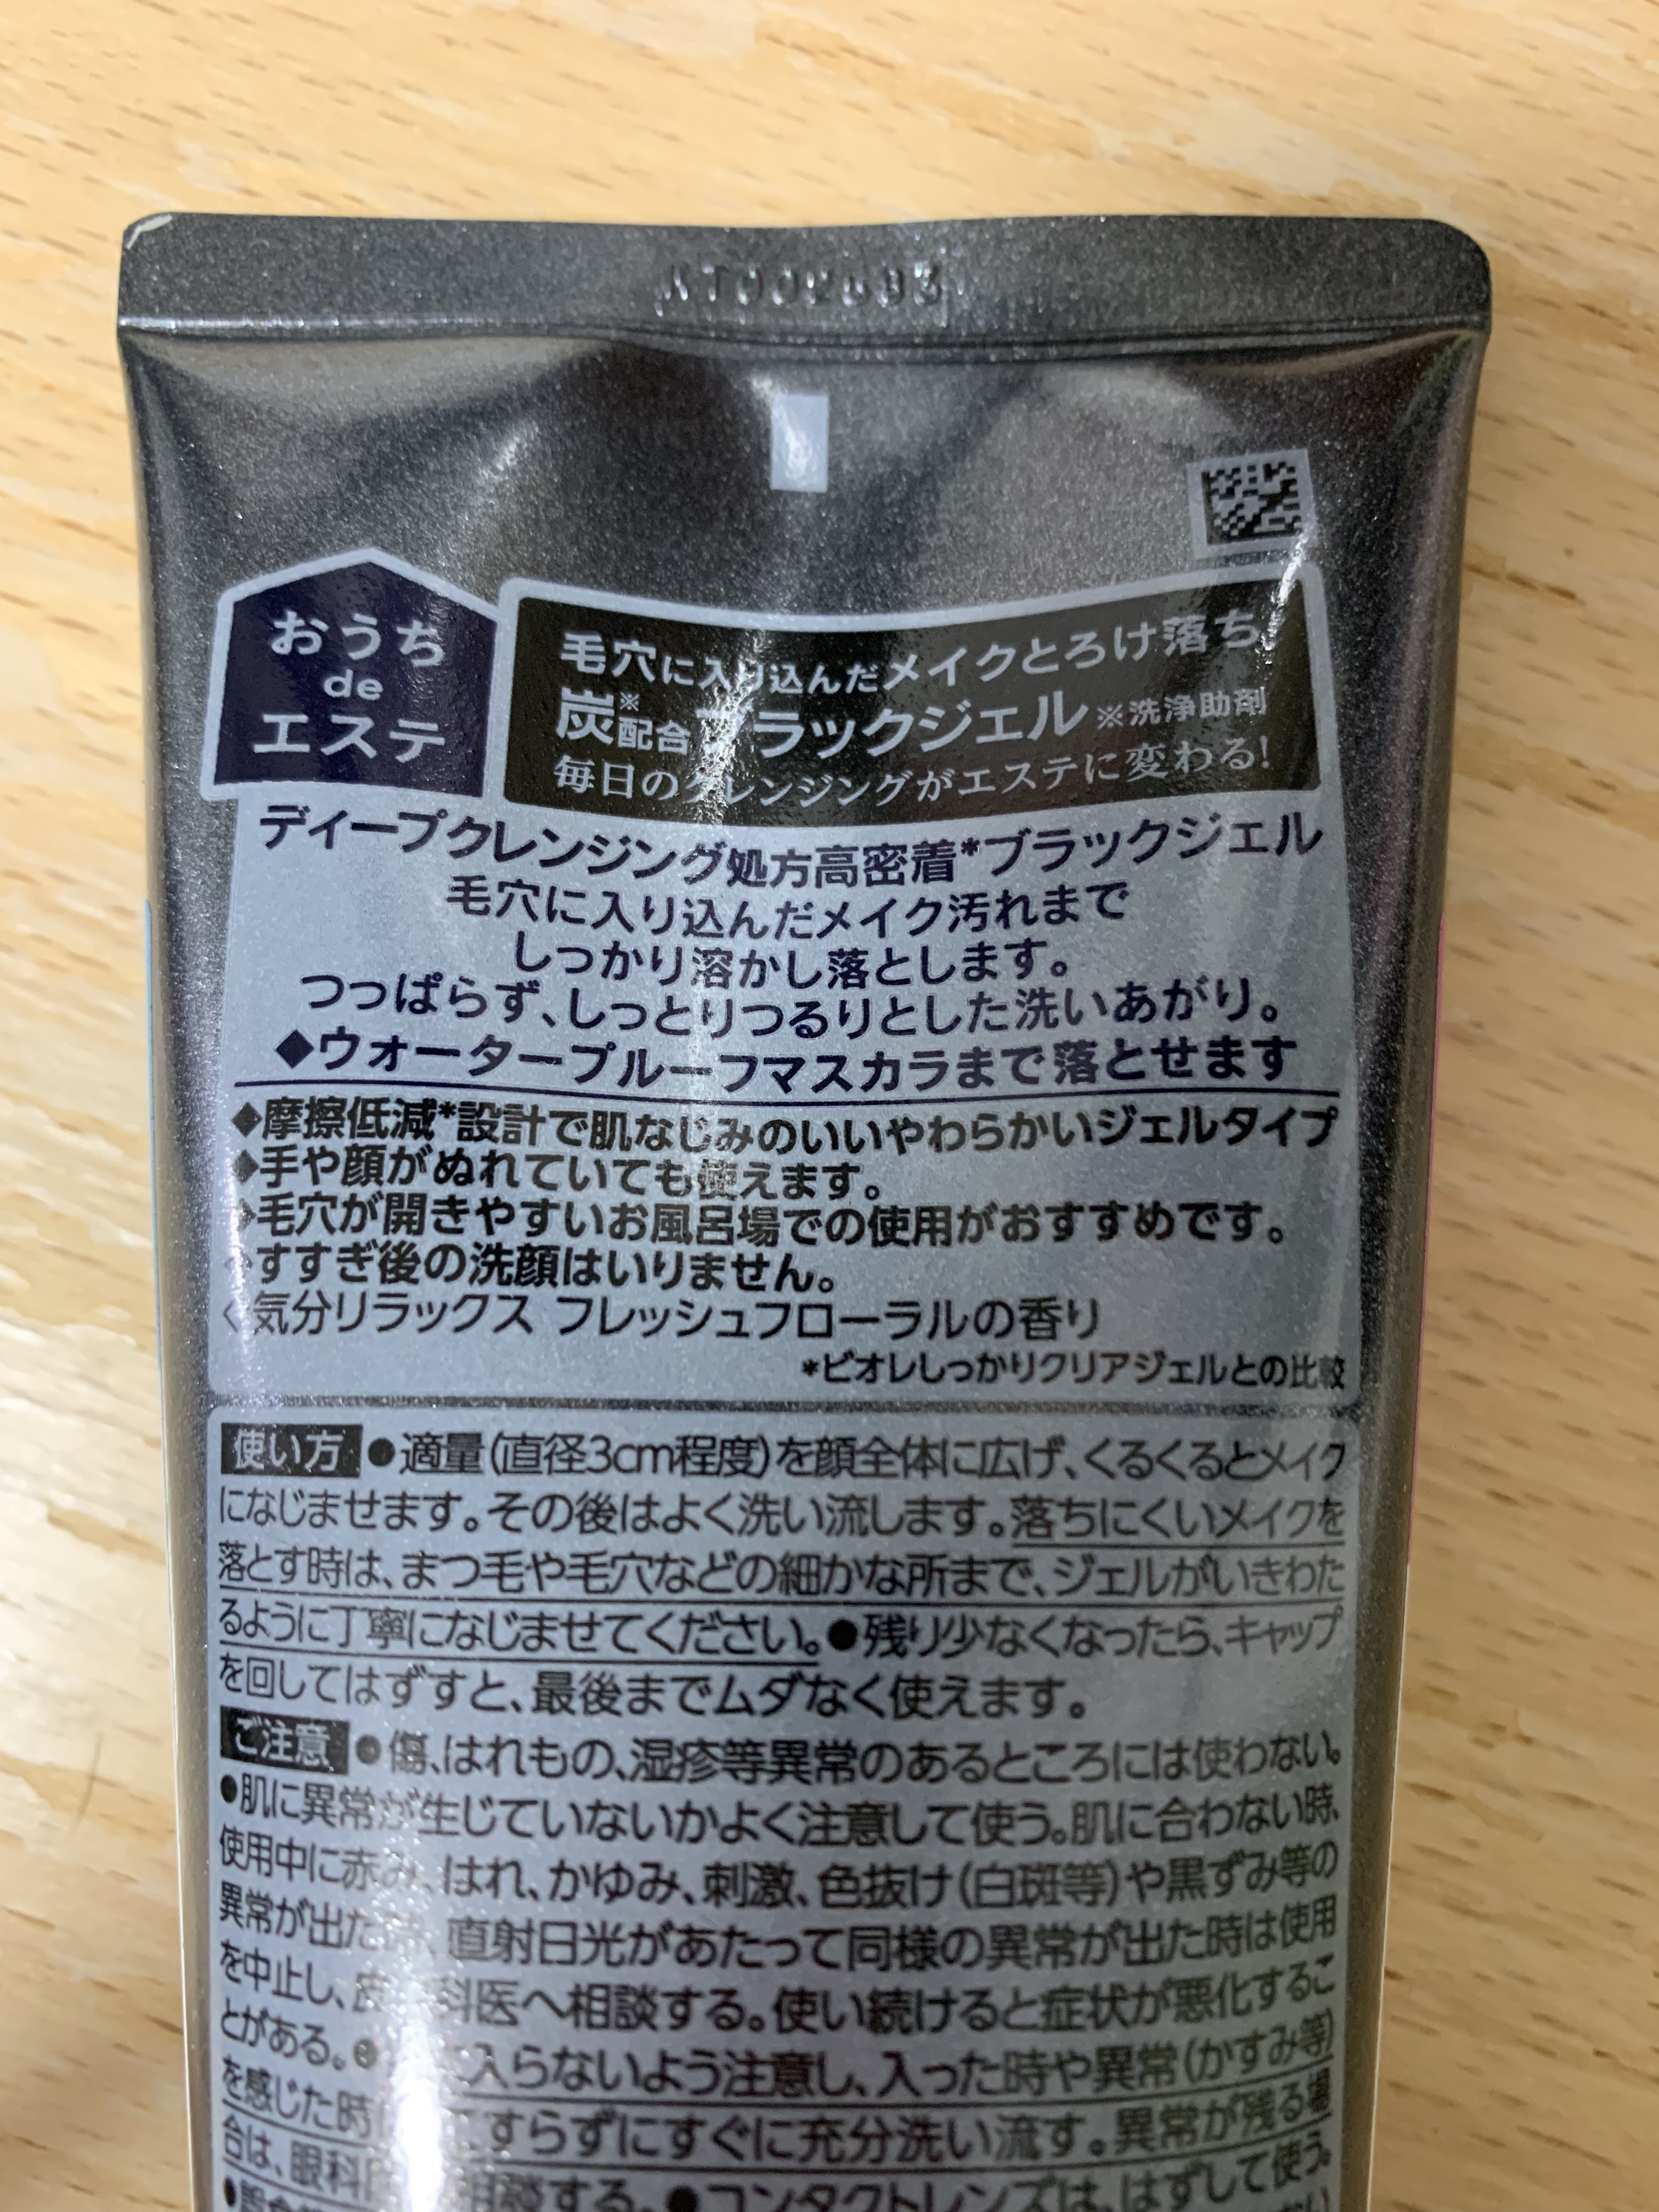 おうち
de
エステ
毛穴に入り込んだメイクとろけ落ち
炭※配合ブラックジェル※洗浄助剤
毎日のクレンジングがエステに変わる!
ディープクレンジング処方高密着*ブラックジェル
毛穴に入り込んだメイク汚れまで
しっかり溶かし落とします。
つっぱらず、しっとりつるりとした洗いあがり。
◆ウォータープルーフマスカラまで落とせます
◆摩擦低減*設計で肌なじみのいいやわらかいジェルタイプ
◆手や顔がぬれていても使えます。
◆毛穴が開きやすいお風呂場での使用がおすすめです。
◆すすぎ後の洗顔はいりません。
気分リラックス フレッシュフローラルの香り
*ビオレしっかりクリアジェルとの比較
使い方 ●適量(直径3cm程度)を顔全体に広げ、くるくるとメイク
になじませます。その後はよく洗い流します。落ちにくいメイクを
落とす時は、まつ毛や毛穴などの細かな所まで、ジェルがいきわた
るように丁寧になじませてください。●残り少なくなったら、キャップ
を回してはずすと、最後までムダなく使えます。
ご注意 ●傷、はれもの、湿疹等異常のあるところには使わない。
●肌に異常が生じていないかよく注意して使う。肌に合わない時、
使用中に赤み、はれ、かゆみ、刺激、色抜け(白斑等)や黒ずみ等の
異常が出た 、直射日光があたって同様の異常が出た時は使用
を中止し、 科医へ相談する。使い続けると症状が悪化するこ
とがある。● 入らないよう注意し、入った時や異常(かすみ等)
を感じた時 すらずにすぐに充分洗い流す。異常が残る場
合は、眼科 相談する。●コンタクトレンズは、はずして使う。